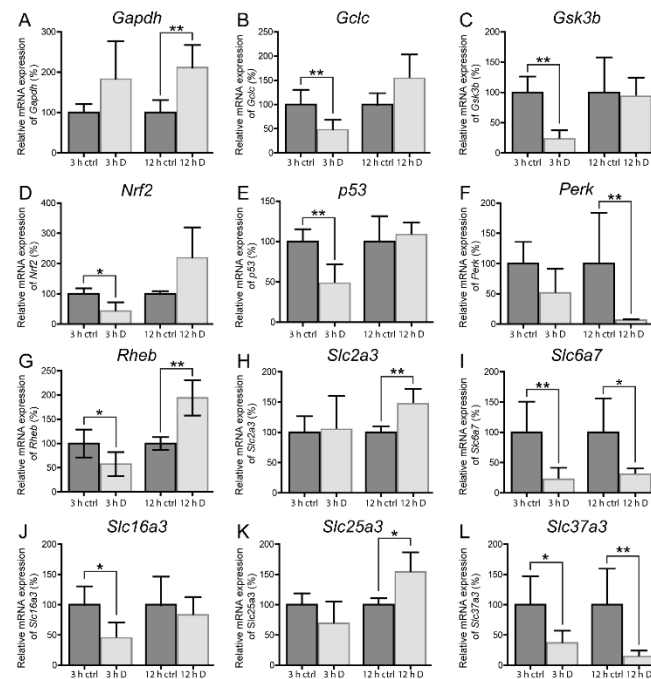 A Gapdh
Relative mRNA expression
of Gapdh (%)
300
200
100
0
**
3 h ctrl 3 h D 12 h ctrl 12 h D
B Gclc
Relative mRNA expression
of Gclc (%)
250
200
150
100
50
0
**
3 h ctrl 3 h D 12 h ctrl 12 h D
C Gsk3b
Relative mRNA expression
of Gsk3b (%)
200
150
100
50
0
**
3 h ctrl 3 h D 12 h ctrl 12 h D
D Nrf2
Relative mRNA expression
of Nrf2 (%)
400
300
200
100
0
*
3 h ctrl 3 h D 12 h ctrl 12 h D
E p53
Relative mRNA expression
of p53 (%)
150
100
50
0
**
3 h ctrl 3 h D 12 h ctrl 12 h D
F Perk
Relative mRNA expression
of Perk (%)
200
150
100
50
0
**
3 h ctrl 3 h D 12 h ctrl 12 h D
G Rheb
Relative mRNA expression
of Rheb (%)
250
200
150
100
50
0
* **
3 h ctrl 3 h D 12 h ctrl 12 h D
H Slc2a3
Relative mRNA expression
of Slc2a3 (%)
200
150
100
50
0
**
3 h ctrl 3 h D 12 h ctrl 12 h D
I Slc6a7
Relative mRNA expression
of Slc6a7 (%)
200
150
100
50
0
** *
3 h ctrl 3 h D 12 h ctrl 12 h D
J Slc16a3
Relative mRNA expression
of Slc16a3 (%)
200
150
100
50
0
*
3 h ctrl 3 h D 12 h ctrl 12 h D
K Slc25a3
Relative mRNA expression
of Slc25a3 (%)
200
150
100
50
0
*
3 h ctrl 3 h D 12 h ctrl 12 h D
L Slc37a3
Relative mRNA expression
of Slc37a3 (%)
200
150
100
50
0
* **
3 h ctrl 3 h D 12 h ctrl 12 h D